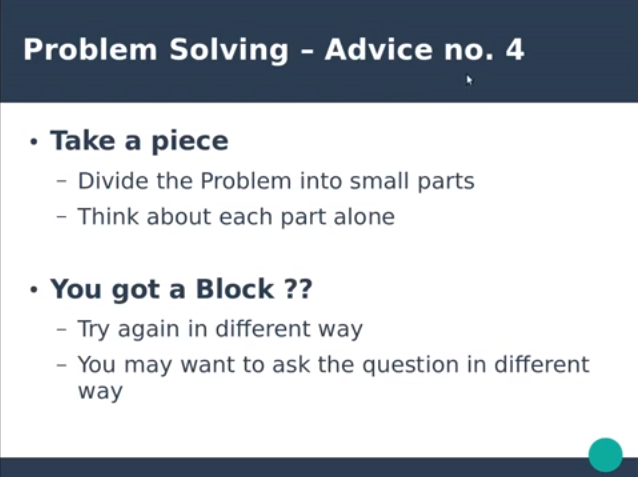 Problem Solving – Advice no. 4
• Take a piece
– Divide the Problem into small parts
– Think about each part alone
• You got a Block ??
– Try again in different way
– You may want to ask the question in different
way